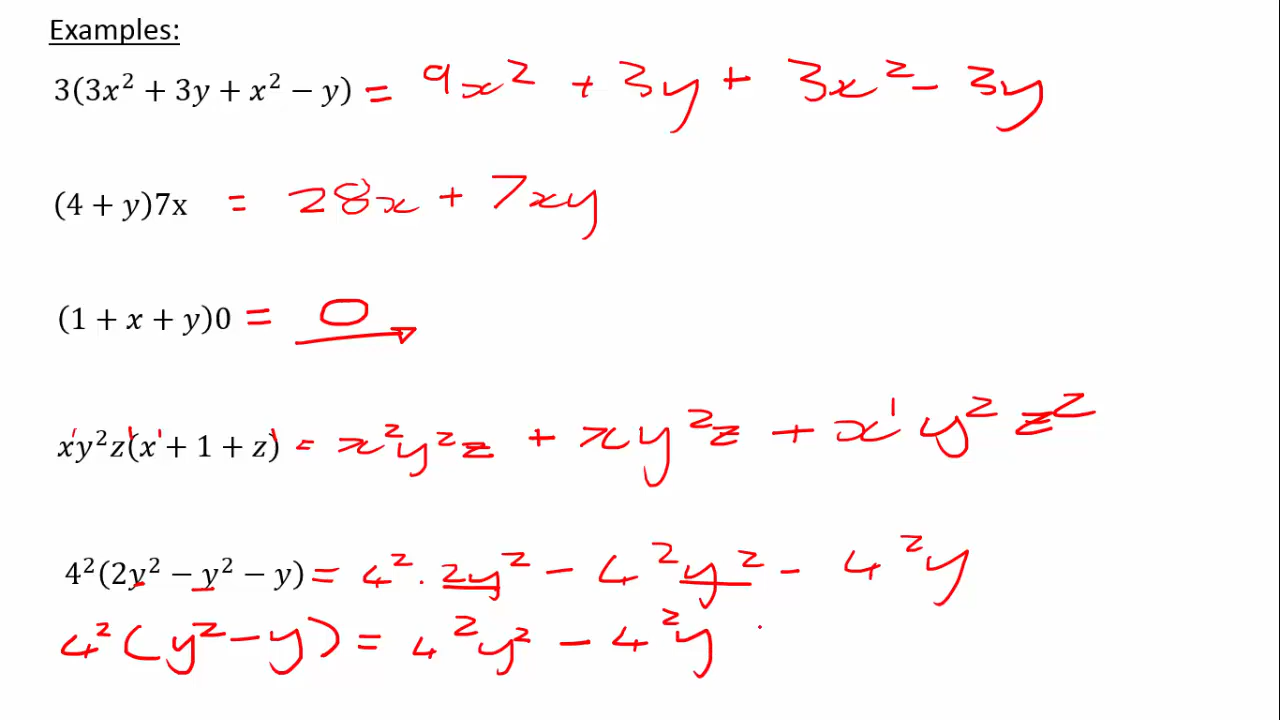 Examples:
3(3x² + 3y + x² − y) = 9x² + 3y + 3x² − 3y
(4 + y)7x = 28x + 7xy
(1 + x + y)0 = 0
x'y²z(x' + 1 + z) = x²y²z + xy²z + x¹y²z²
4²(2y² − y² − y) = 4² · 2y² − 4²y² − 4²y
4²(y² − y) = 4²y² − 4²y